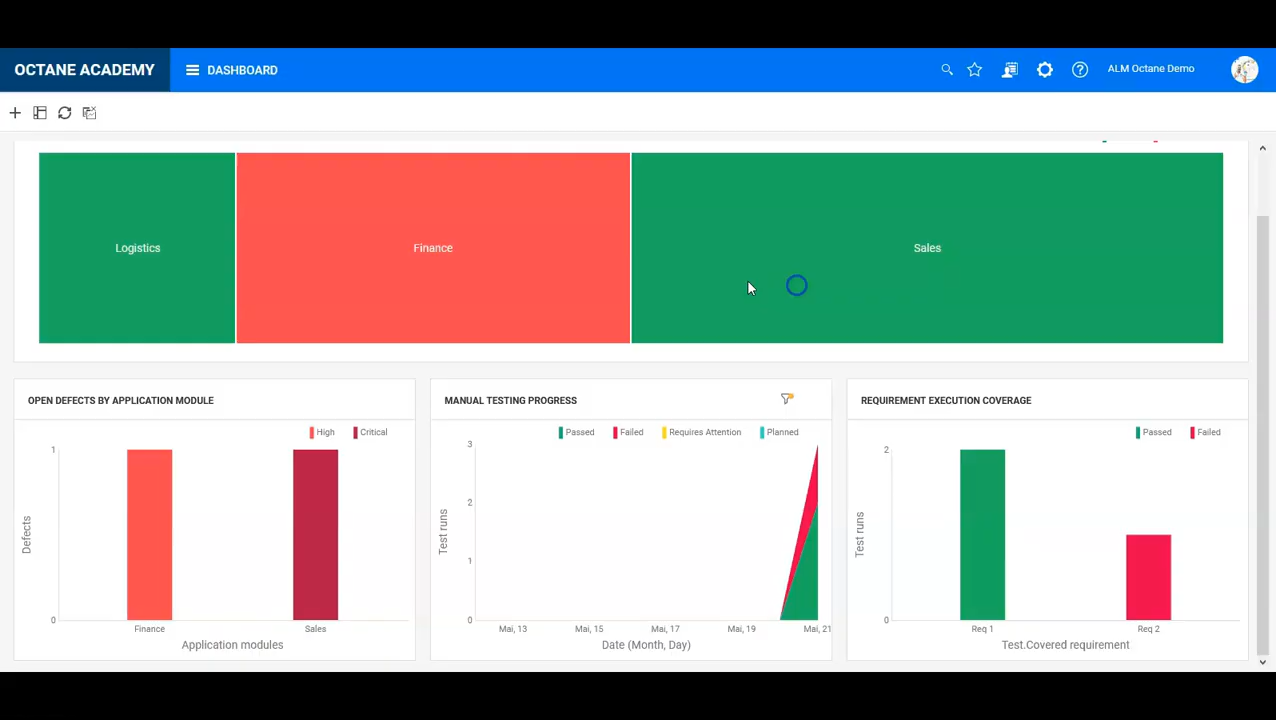 OCTANE ACADEMY
DASHBOARD
ALM Octane Demo
Logistics
Finance
Sales
OPEN DEFECTS BY APPLICATION MODULE
High
Critical
1
Defects
0
Finance
Sales
Application modules
MANUAL TESTING PROGRESS
Passed
Failed
Requires Attention
Planned
3
2
1
0
Test runs
Mai, 13
Mai, 15
Mai, 17
Mai, 19
Mai, 21
Date (Month, Day)
REQUIREMENT EXECUTION COVERAGE
Passed
Failed
2
Test runs
0
Req 1
Req 2
Test.Covered requirement